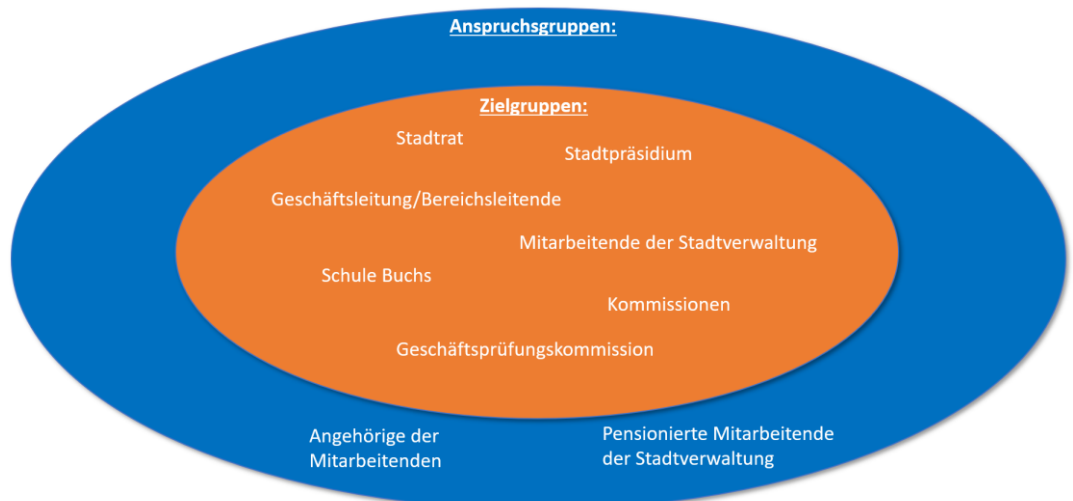 Anspruchsgruppen:
Zielgruppen:
Stadtrat
Stadtpräsidium
Geschäftsleitung/Bereichsleitende
Mitarbeitende der Stadtverwaltung
Schule Buchs
Kommissionen
Geschäftsprüfungskommission
Angehörige der
Mitarbeitenden
Pensionierte Mitarbeitende
der Stadtverwaltung